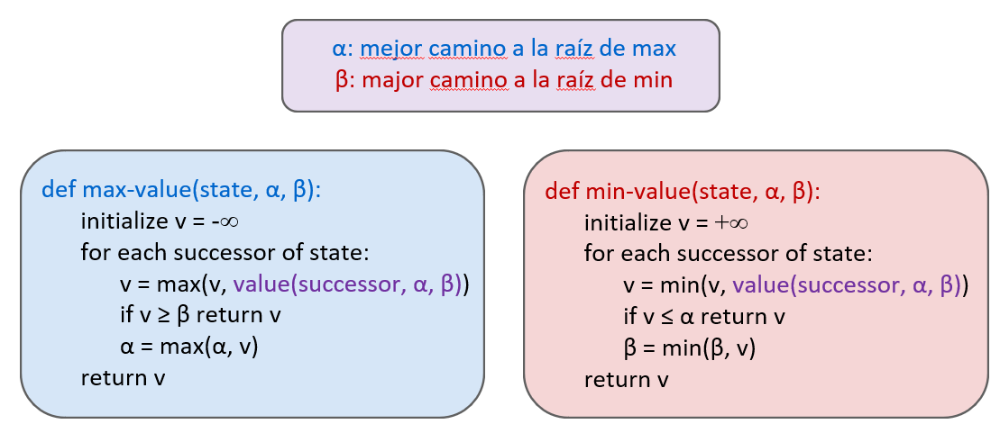 α: mejor camino a la raíz de max
β: major camino a la raíz de min
def max-value(state, α, β):
initialize v = -∞
for each successor of state:
v = max(v, value(successor, α, β))
if v ≥ β return v
α = max(α, v)
return v
def min-value(state, α, β):
initialize v = +∞
for each successor of state:
v = min(v, value(successor, α, β))
if v ≤ α return v
β = min(β, v)
return v